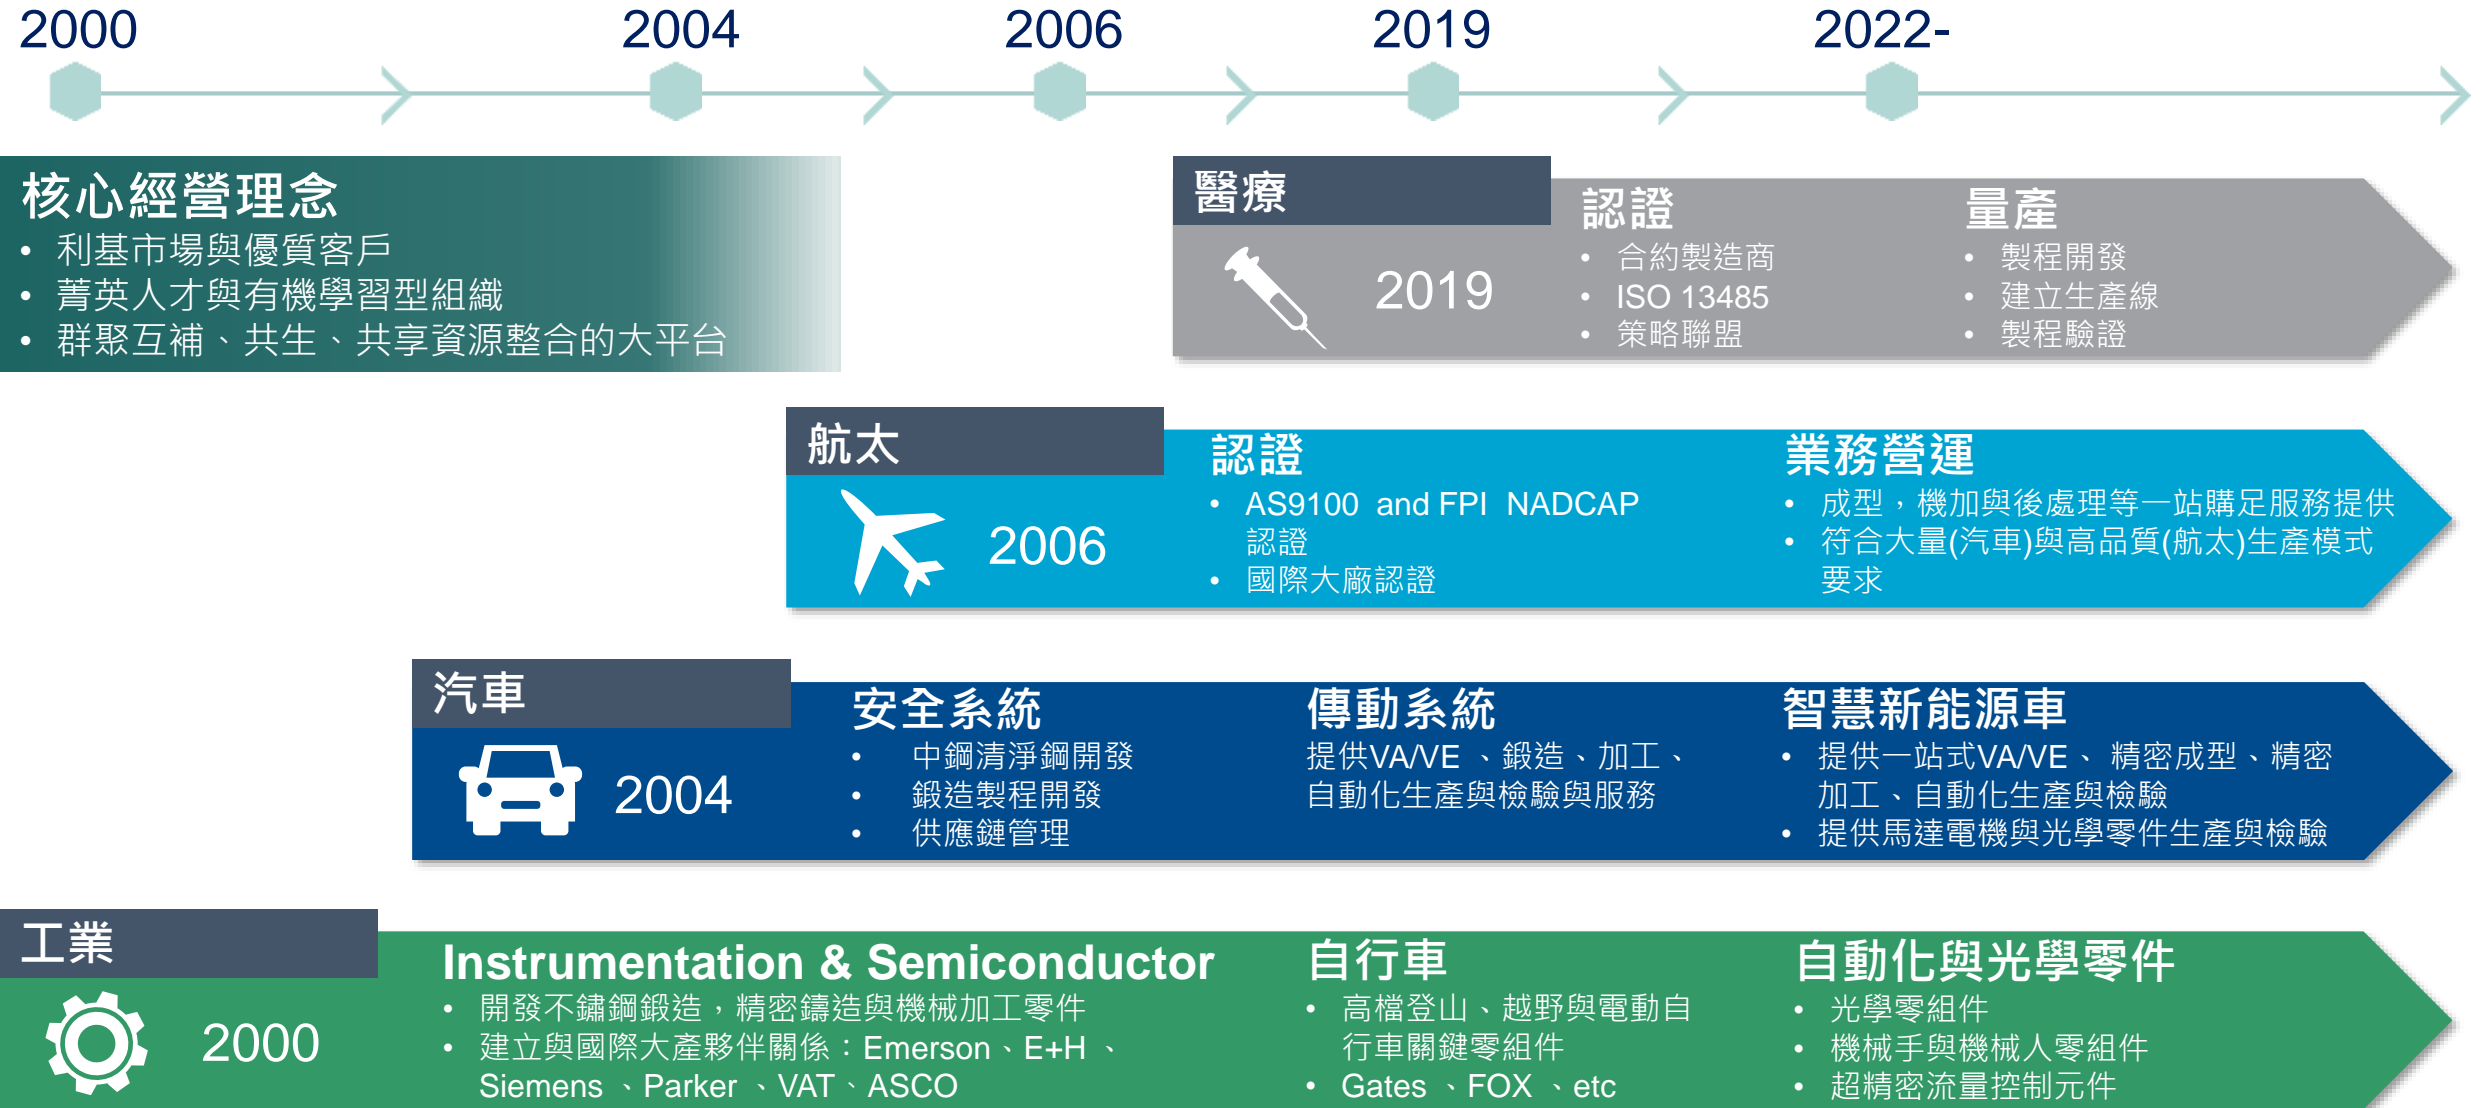 2000
2004
2006
2019
2022-
核心經營理念
• 利基市場與優質客戶
• 菁英人才與有機學習型組織
• 群聚互補、共生、共享資源整合的大平台
醫療
2019
認證
• 合約製造商
• ISO 13485
• 策略聯盟
量產
• 製程開發
• 建立生產線
• 製程驗證
航太
2006
認證
• AS9100 and FPI NADCAP
認證
• 國際大廠認證
業務營運
• 成型，機加與後處理等一站購足服務提供
• 符合大量(汽車)與高品質(航太)生產模式
要求
汽車
2004
安全系統
• 中鋼清淨鋼開發
• 鍛造製程開發
• 供應鏈管理
傳動系統
提供VA/VE 、鍛造、加工、
自動化生產與檢驗與服務
智慧新能源車
• 提供一站式VA/VE、 精密成型、精密
加工、自動化生產與檢驗
• 提供馬達電機與光學零件生產與檢驗
工業
2000
Instrumentation & Semiconductor
• 開發不鏽鋼鍛造，精密鑄造與機械加工零件
• 建立與國際大產夥伴關係：Emerson、E+H 、
Siemens 、Parker 、VAT、ASCO
自行車
• 高檔登山、越野與電動自
行車關鍵零組件
• Gates 、FOX 、etc
自動化與光學零件
• 光學零組件
• 機械手與機械人零組件
• 超精密流量控制元件